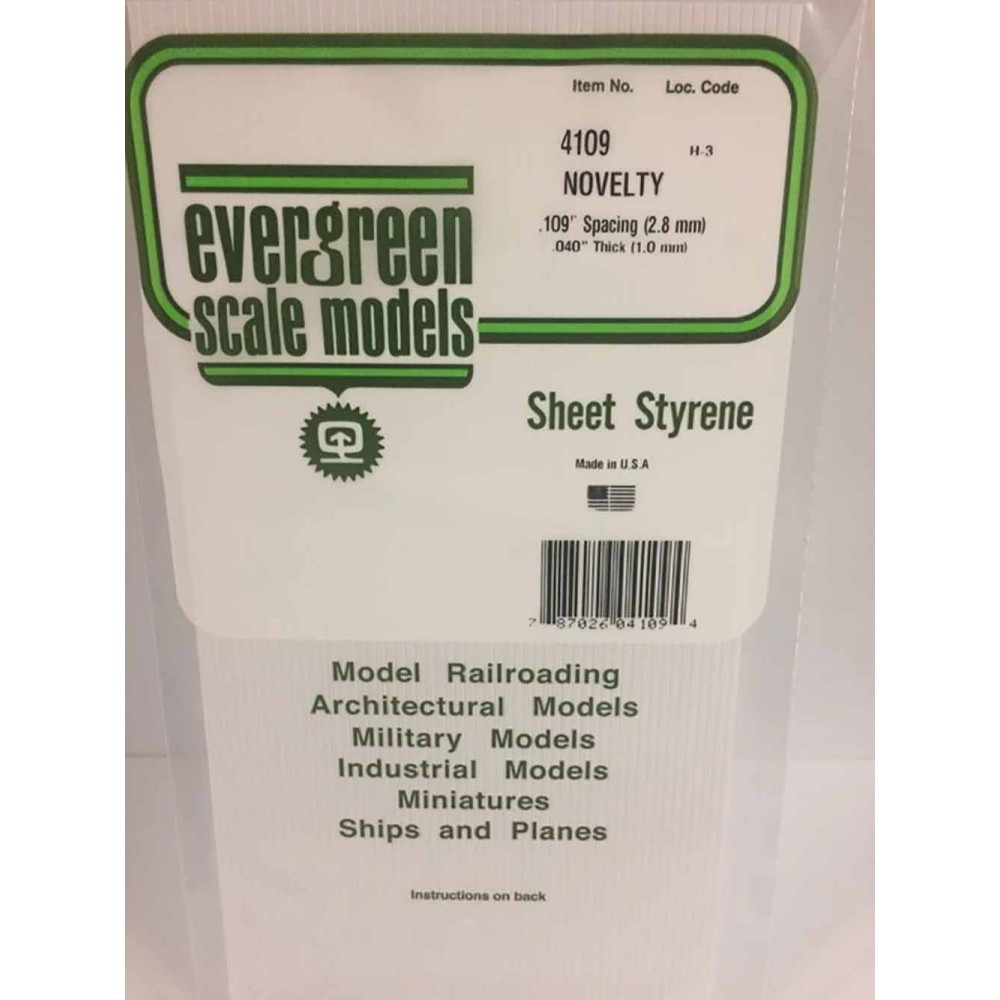 Item No. Loc. Code
4109 H-3
NOVELTY
.109" Spacing (2.8 mm)
.040" Thick (1.0 mm)
evergreen
scale models
Sheet Styrene
Made in U.S.A
7 87026 04109 4
Model Railroading
Architectural Models
Military Models
Industrial Models
Miniatures
Ships and Planes
Instructions on back